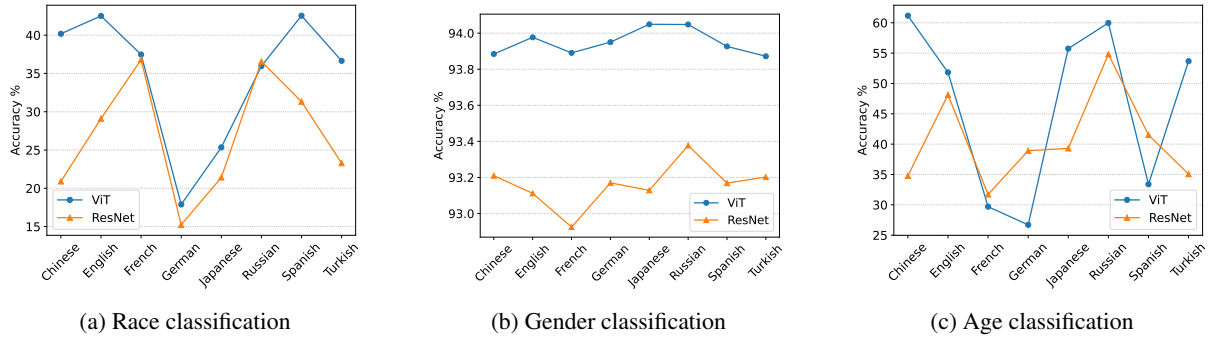 Accuracy %
40
35
30
25
20
15
ViT
ResNet
Chinese
English
French
German
Japanese
Russian
Spanish
Turkish
(a) Race classification
Accuracy %
94.0
93.8
93.6
93.4
93.2
93.0
ViT
ResNet
Chinese
English
French
German
Japanese
Russian
Spanish
Turkish
(b) Gender classification
Accuracy %
60
55
50
45
40
35
30
25
ViT
ResNet
Chinese
English
French
German
Japanese
Russian
Spanish
Turkish
(c) Age classification